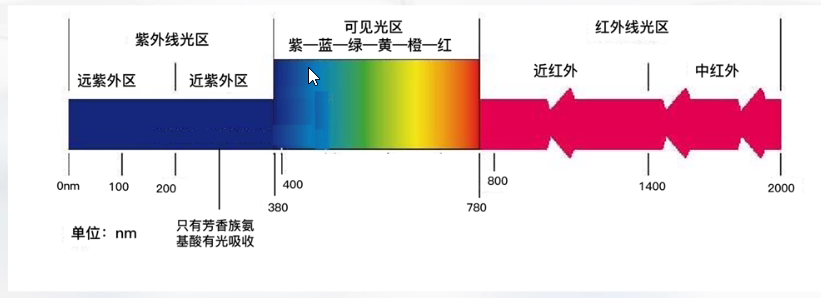 紫外线光区
可见光区
红外线光区
紫—蓝—绿—黄—橙—红
远紫外区
近紫外区
近红外
中红外
0nm
100
200
400
800
1400
2000
380
780
单位：nm
只有芳香族氨
基酸有光吸收